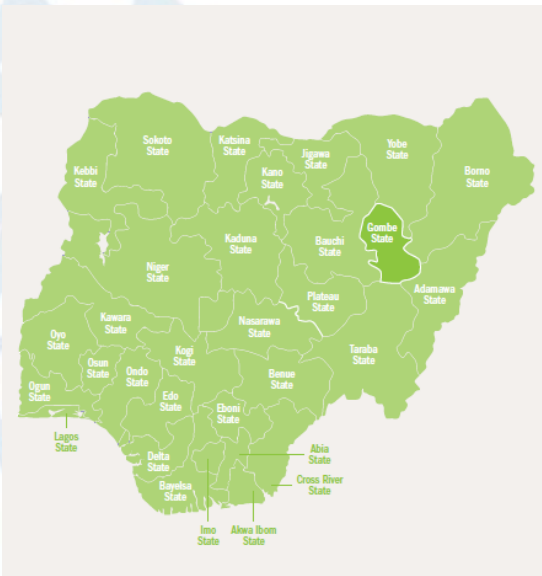 Sokoto
State
Katsina
State
Yobe
State
Jigawa
State
Kebbi
State
Kano
State
Borno
State
Gombe
State
Kaduna
State
Bauchi
State
Niger
State
Adamawa
State
Plateau
State
Kawara
State
Nasarawa
State
Oyo
State
Kogi
State
Taraba
State
Osun
State
Ondo
State
Benue
State
Ogun
State
Edo
State
Eboni
State
Lagos
State
Delta
State
Abia
State
Bayelsa
State
Cross River
State
Imo
State
Akwa Ibom
State